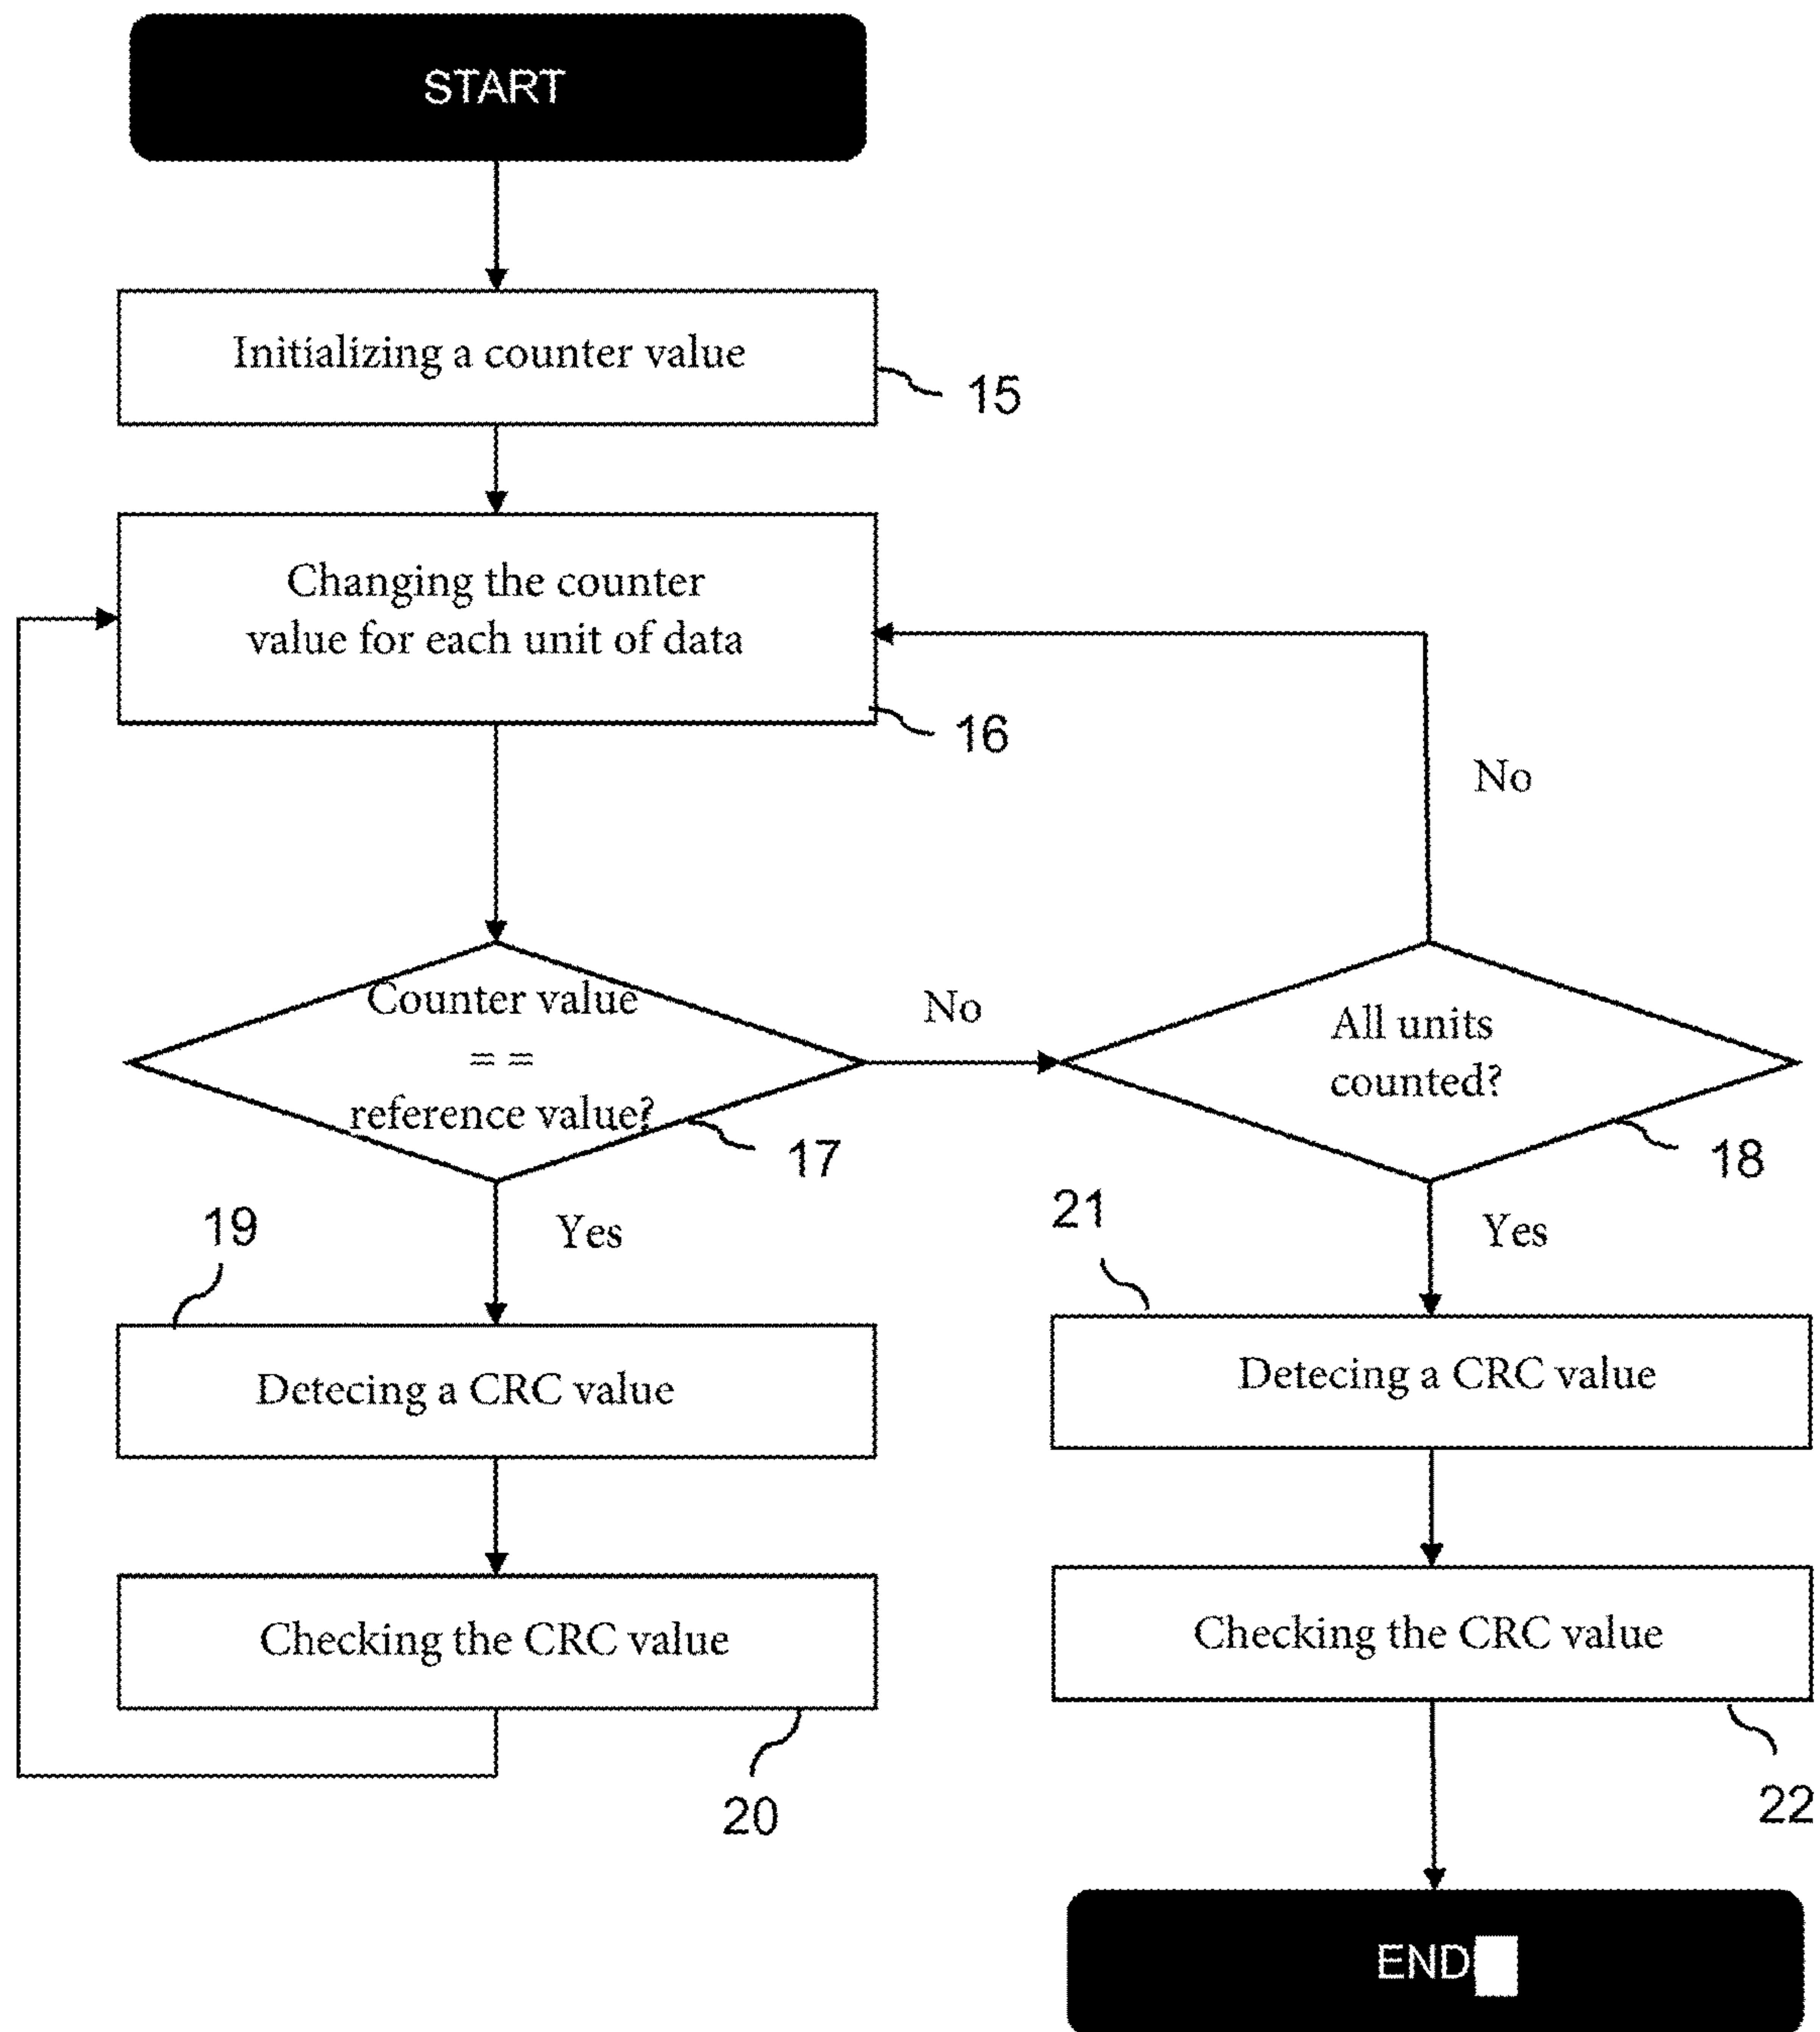 START
Initializing a counter value
15
Changing the counter
value for each unit of data
16
No
Counter value
= =
reference value?
17
No
All units
counted?
18
Yes
Yes
19
21
Detecing a CRC value
Detecing a CRC value
Checking the CRC value
20
Checking the CRC value
22
END